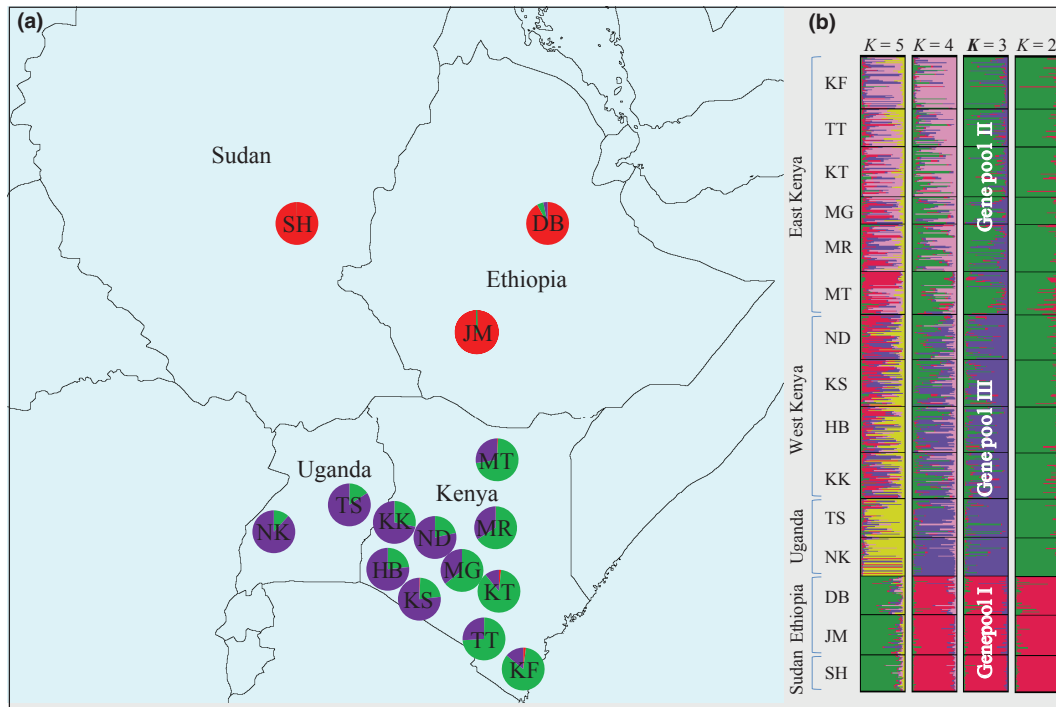 (a)
Sudan
SH
DB
Ethiopia
JM
MT
Uganda
Kenya
TS
KK
NK
ND
MR
HB
MG
KT
KS
TT
KF
(b)
K = 5 K = 4 K = 3 K = 2
East Kenya
KF
TT
KT
MG
MR
MT
West Kenya
ND
KS
HB
KK
Uganda
TS
NK
Ethiopia
DB
JM
Sudan
SH
Gene pool II
Gene pool III
Genepool I